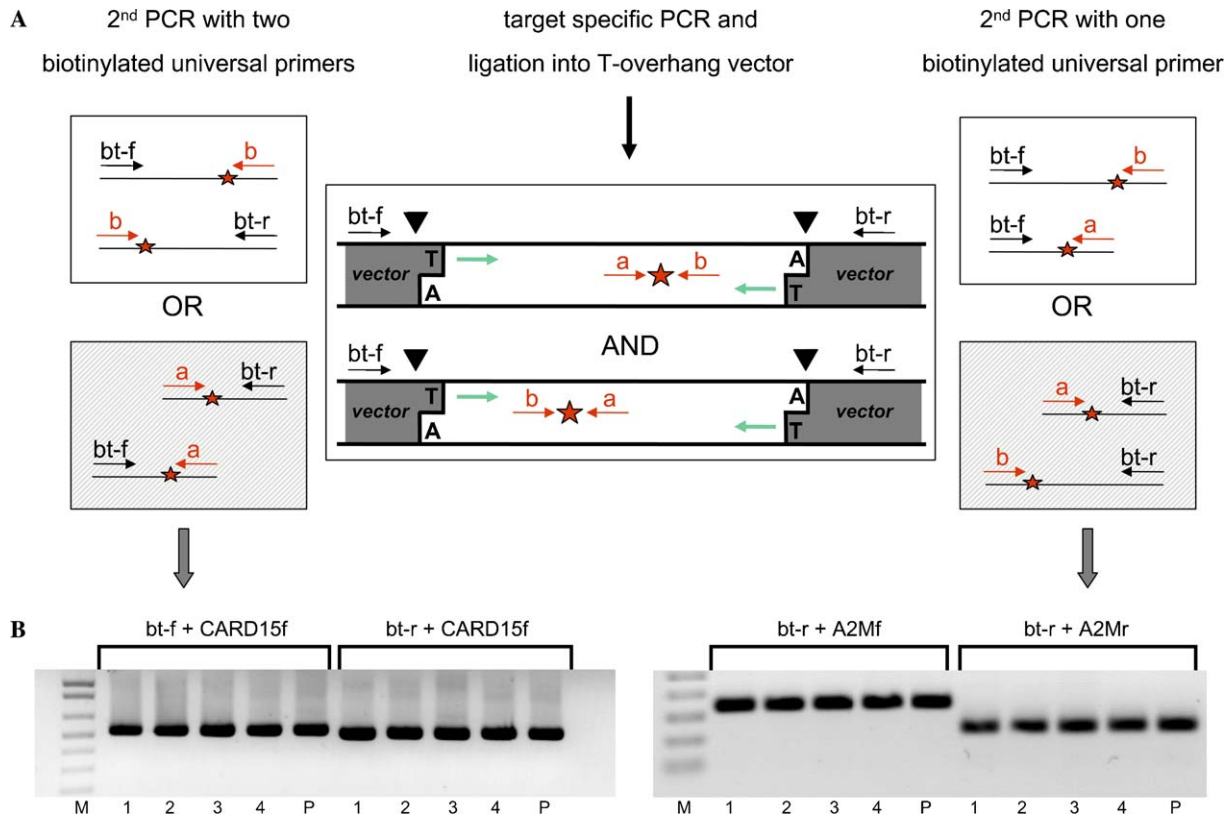 A
2nd PCR with two
biotinylated universal primers
target specific PCR and
ligation into T-overhang vector
2nd PCR with one
biotinylated universal primer
bt-f b
b bt-r
OR
a bt-r
bt-f a
bt-f bt-r
vector T A vector
a b
A T
AND
bt-f bt-r
vector T A vector
b a
A T
bt-f b
bt-f a
OR
a bt-r
b bt-r
B
bt-f + CARD15f bt-r + CARD15f
M 1 2 3 4 P 1 2 3 4 P
bt-r + A2Mf bt-r + A2Mr
M 1 2 3 4 P 1 2 3 4 P